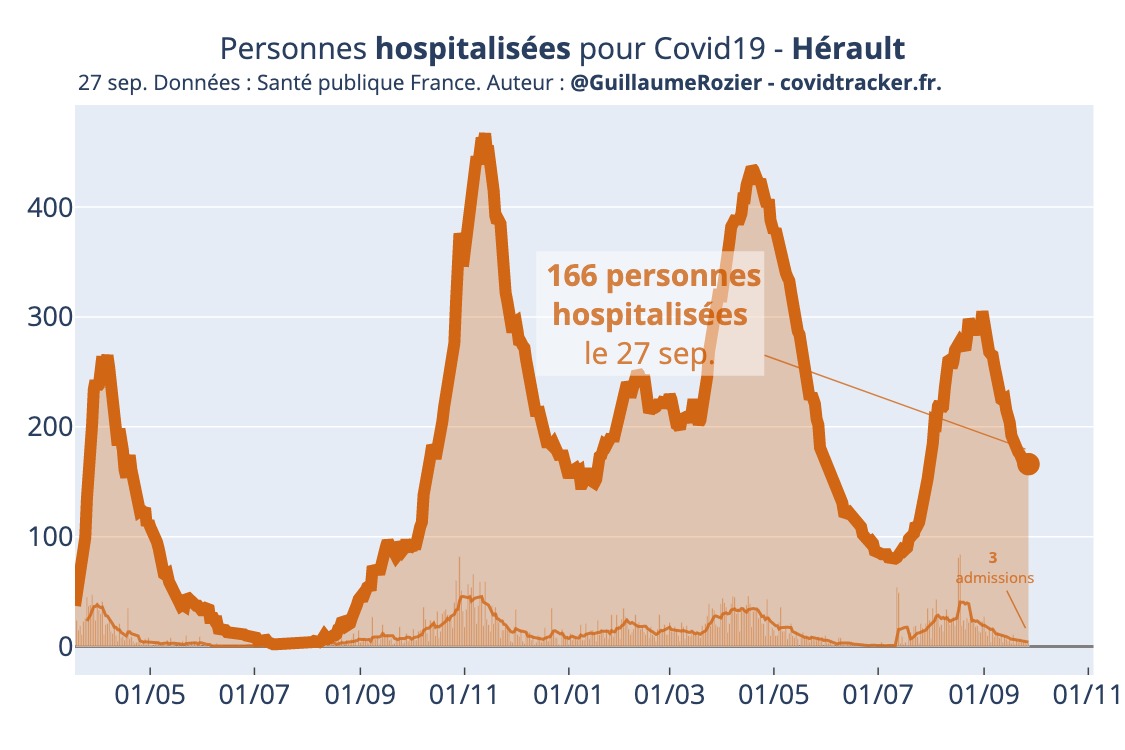 Personnes hospitalisées pour Covid19 - Hérault
27 sep. Données : Santé publique France. Auteur : @GuillaumeRozier - covidtracker.fr.
400
300
200
100
0
166 personnes
hospitalisées
le 27 sep.
3
admissions
01/05 01/07 01/09 01/11 01/01 01/03 01/05 01/07 01/09 01/11